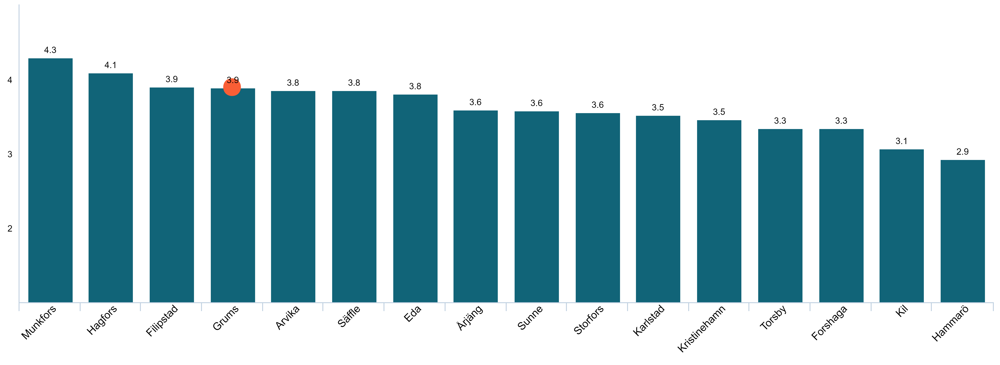 4.3
4.1
3.9
3.9
3.8
3.8
3.8
3.6
3.6
3.6
3.5
3.5
3.3
3.3
3.1
2.9
4
3
2
Munkfors
Hagfors
Filipstad
Grums
Arvika
Säffle
Eda
Årjäng
Sunne
Storfors
Karlstad
Kristinehamn
Torsby
Forshaga
Kil
Hammarö